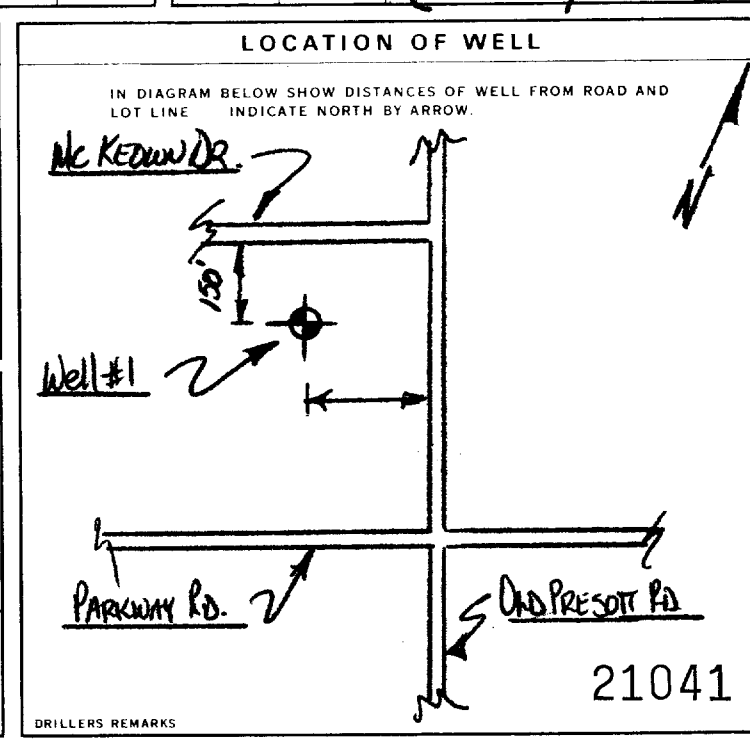 LOCATION OF WELL
IN DIAGRAM BELOW SHOW DISTANCES OF WELL FROM ROAD AND
LOT LINE INDICATE NORTH BY ARROW.
Mc KEOWN DR.
N
150'
Well #1
PARKWAY RD.
OLD PRESOTT RD
21041
DRILLERS REMARKS